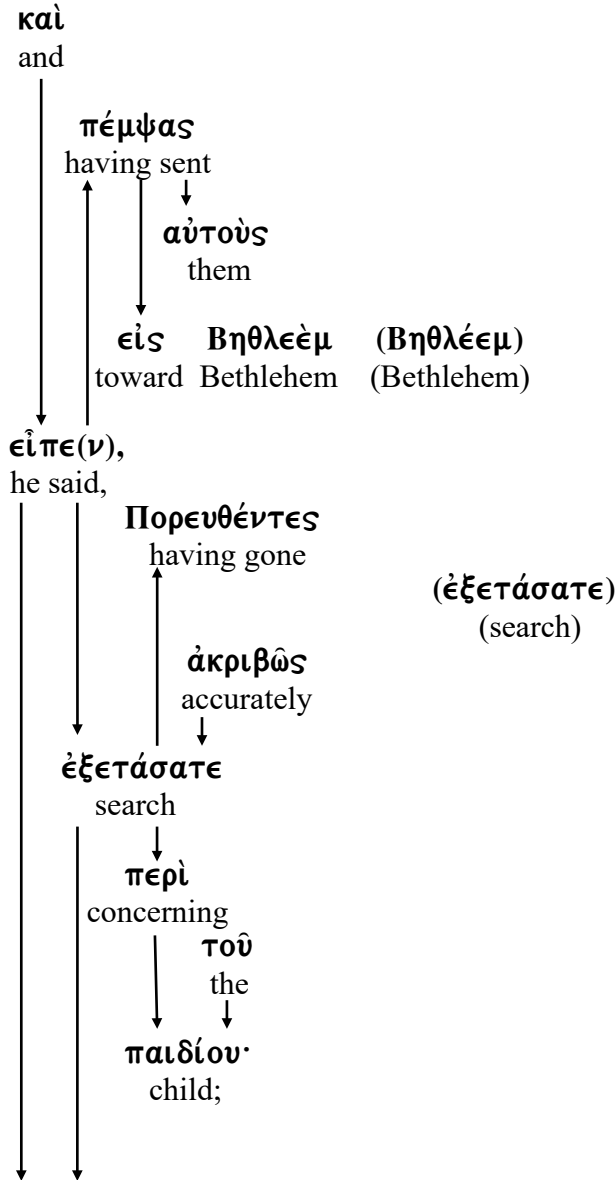 καὶ
and
πέμψας
having sent
αὐτοὺς
them
εἰς Βηθλεὲμ (Βηθλέεμ)
toward Bethlehem (Bethlehem)
εἶπε(ν),
he said,
Πορευθέντες
having gone
(ἐξετάσατε)
(search)
ἀκριβῶς
accurately
ἐξετάσατε
search
περὶ
concerning
τοῦ
the
παιδίου·
child;